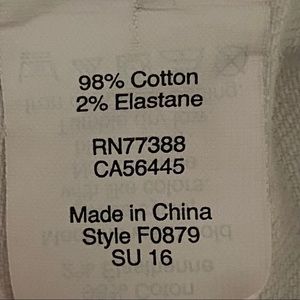 98% Cotton
2% Elastane
RN77388
CA56445
Made in China
Style F0879
SU 16